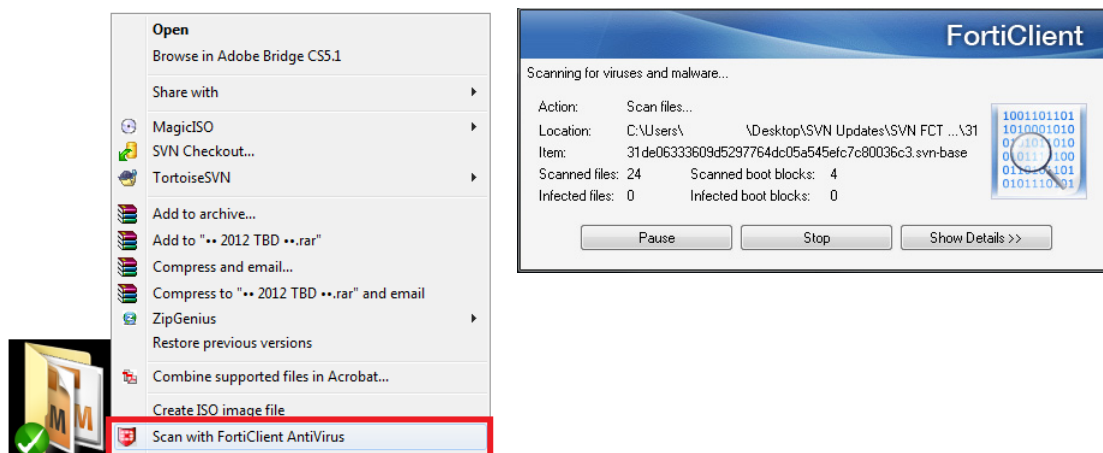 Open
Browse in Adobe Bridge CS5.1
Share with
MagicISO
SVN Checkout...
TortoiseSVN
Add to archive...
Add to "•• 2012 TBD ••.rar"
Compress and email...
Compress to "•• 2012 TBD ••.rar" and email
ZipGenius
Restore previous versions
Combine supported files in Acrobat...
Create ISO image file
Scan with FortiClient AntiVirus
FortiClient
Scanning for viruses and malware...
Action: Scan files...
Location: C:\Users\ \Desktop\SVN Updates\SVN FCT ...\31
Item: 31de06333609d5297764dc05a545efc7c80036c3.svn-base
Scanned files: 24 Scanned boot blocks: 4
Infected files: 0 Infected boot blocks: 0
1001101101
1010001010
Pause Stop Show Details >>